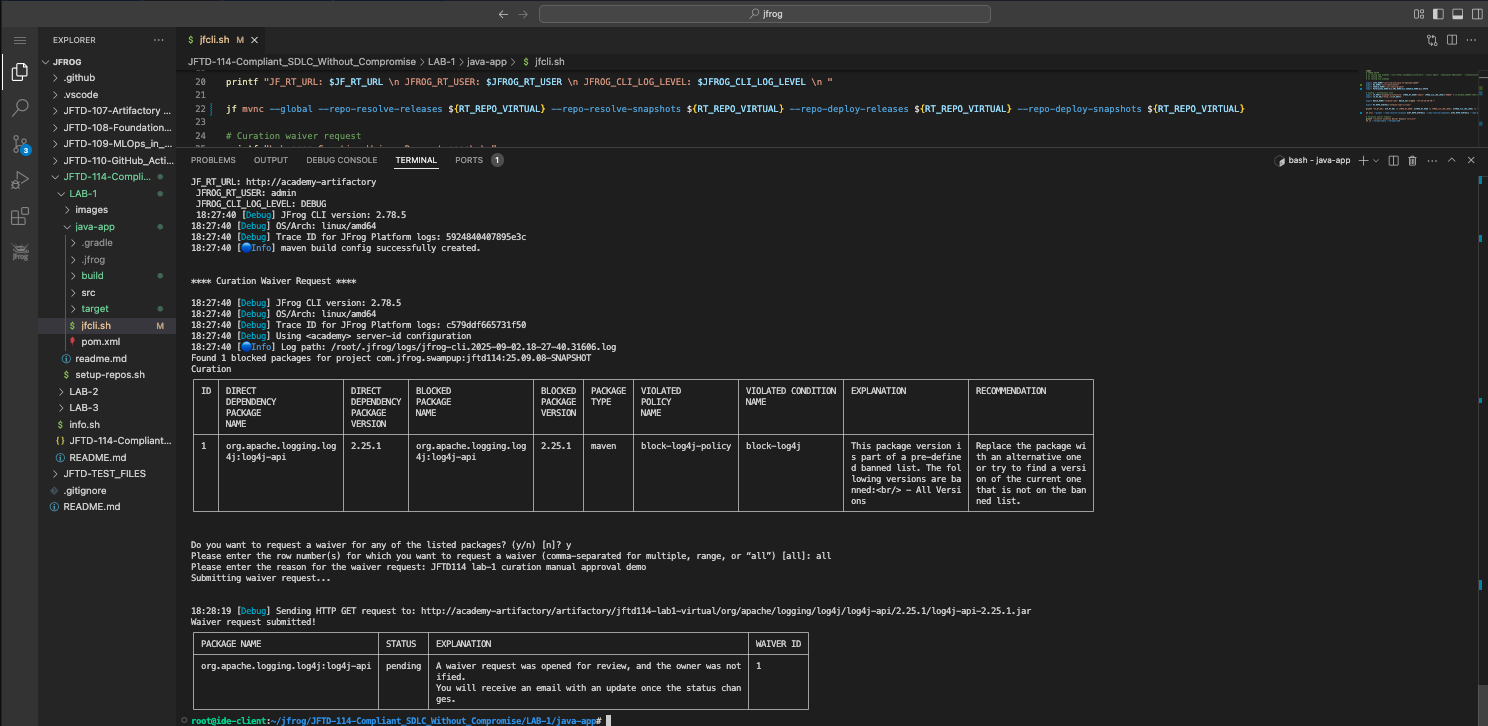 jfrog
EXPLORER
JFROG
.github
.vscode
JFTD-107-Artifactory ...
JFTD-108-Foundation...
JFTD-109-MLOps_in_...
JFTD-110-GitHub_Acti...
JFTD-114-Compli...
LAB-1
images
java-app
.gradle
.jfrog
build
src
target
$ jfcli.sh M
pom.xml
readme.md
$ setup-repos.sh
LAB-2
LAB-3
$ info.sh
{} JFTD-114-Compliant...
README.md
JFTD-TEST_FILES
.gitignore
README.md
3
jfrog
$ jfcli.sh M
JFTD-114-Compliant_SDLC_Without_Compromise > LAB-1 > java-app > $ jfcli.sh
20 printf "JF_RT_URL: $JF_RT_URL \n JFROG_RT_USER: $JFROG_RT_USER \n JFROG_CLI_LOG_LEVEL: $JFROG_CLI_LOG_LEVEL \n "
21
22 jf mvnc --global --repo-resolve-releases ${RT_REPO_VIRTUAL} --repo-resolve-snapshots ${RT_REPO_VIRTUAL} --repo-deploy-releases ${RT_REPO_VIRTUAL} --repo-deploy-snapshots ${RT_REPO_VIRTUAL}
23
24 # Curation waiver request
PROBLEMS OUTPUT DEBUG CONSOLE TERMINAL PORTS 1
bash - java-app
JF_RT_URL: http://academy-artifactory
JFROG_RT_USER: admin
JFROG_CLI_LOG_LEVEL: DEBUG
18:27:40 [Debug] JFrog CLI version: 2.78.5
18:27:40 [Debug] OS/Arch: linux/amd64
18:27:40 [Debug] Trace ID for JFrog Platform logs: 5924840407895e3c
18:27:40 [🔵Info] maven build config successfully created.
**** Curation Waiver Request ****
18:27:40 [Debug] JFrog CLI version: 2.78.5
18:27:40 [Debug] OS/Arch: linux/amd64
18:27:40 [Debug] Trace ID for JFrog Platform logs: c579ddf665731f50
18:27:40 [Debug] Using <academy> server-id configuration
18:27:40 [🔵Info] Log path: /root/.jfrog/logs/jfrog-cli.2025-09-02.18-27-40.31606.log
Found 1 blocked packages for project com.jfrog.swampup:jftd114:25.09.08-SNAPSHOT
Curation
ID DIRECT DIRECT BLOCKED BLOCKED PACKAGE VIOLATED VIOLATED CONDITION EXPLANATION RECOMMENDATION
DEPENDENCY DEPENDENCY PACKAGE PACKAGE TYPE POLICY NAME
PACKAGE PACKAGE NAME VERSION NAME
NAME VERSION
1 org.apache.logging.log 2.25.1 org.apache.logging.log 2.25.1 maven block-log4j-policy block-log4j This package version i Replace the package wi
4j:log4j-api 4j:log4j-api s part of a pre-define th an alternative one
d banned list. The fol or try to find a versi
lowing versions are ba on of the current one
nned:<br/> - All Versi that is not on the ban
ons ned list.
Do you want to request a waiver for any of the listed packages? (y/n) [n]? y
Please enter the row number(s) for which you want to request a waiver (comma-separated for multiple, range, or “all”) [all]: all
Please enter the reason for the waiver request: JFTD114 lab-1 curation manual approval demo
Submitting waiver request...
18:28:19 [Debug] Sending HTTP GET request to: http://academy-artifactory/artifactory/jftd114-lab1-virtual/org/apache/logging/log4j/log4j-api/2.25.1/log4j-api-2.25.1.jar
Waiver request submitted!
PACKAGE NAME STATUS EXPLANATION WAIVER ID
org.apache.logging.log4j:log4j-api pending A waiver request was opened for review, and the owner was not 1
ified.
You will receive an email with an update once the status chan
ges.
root@ide-client:~/jfrog/JFTD-114-Compliant_SDLC_Without_Compromise/LAB-1/java-app#